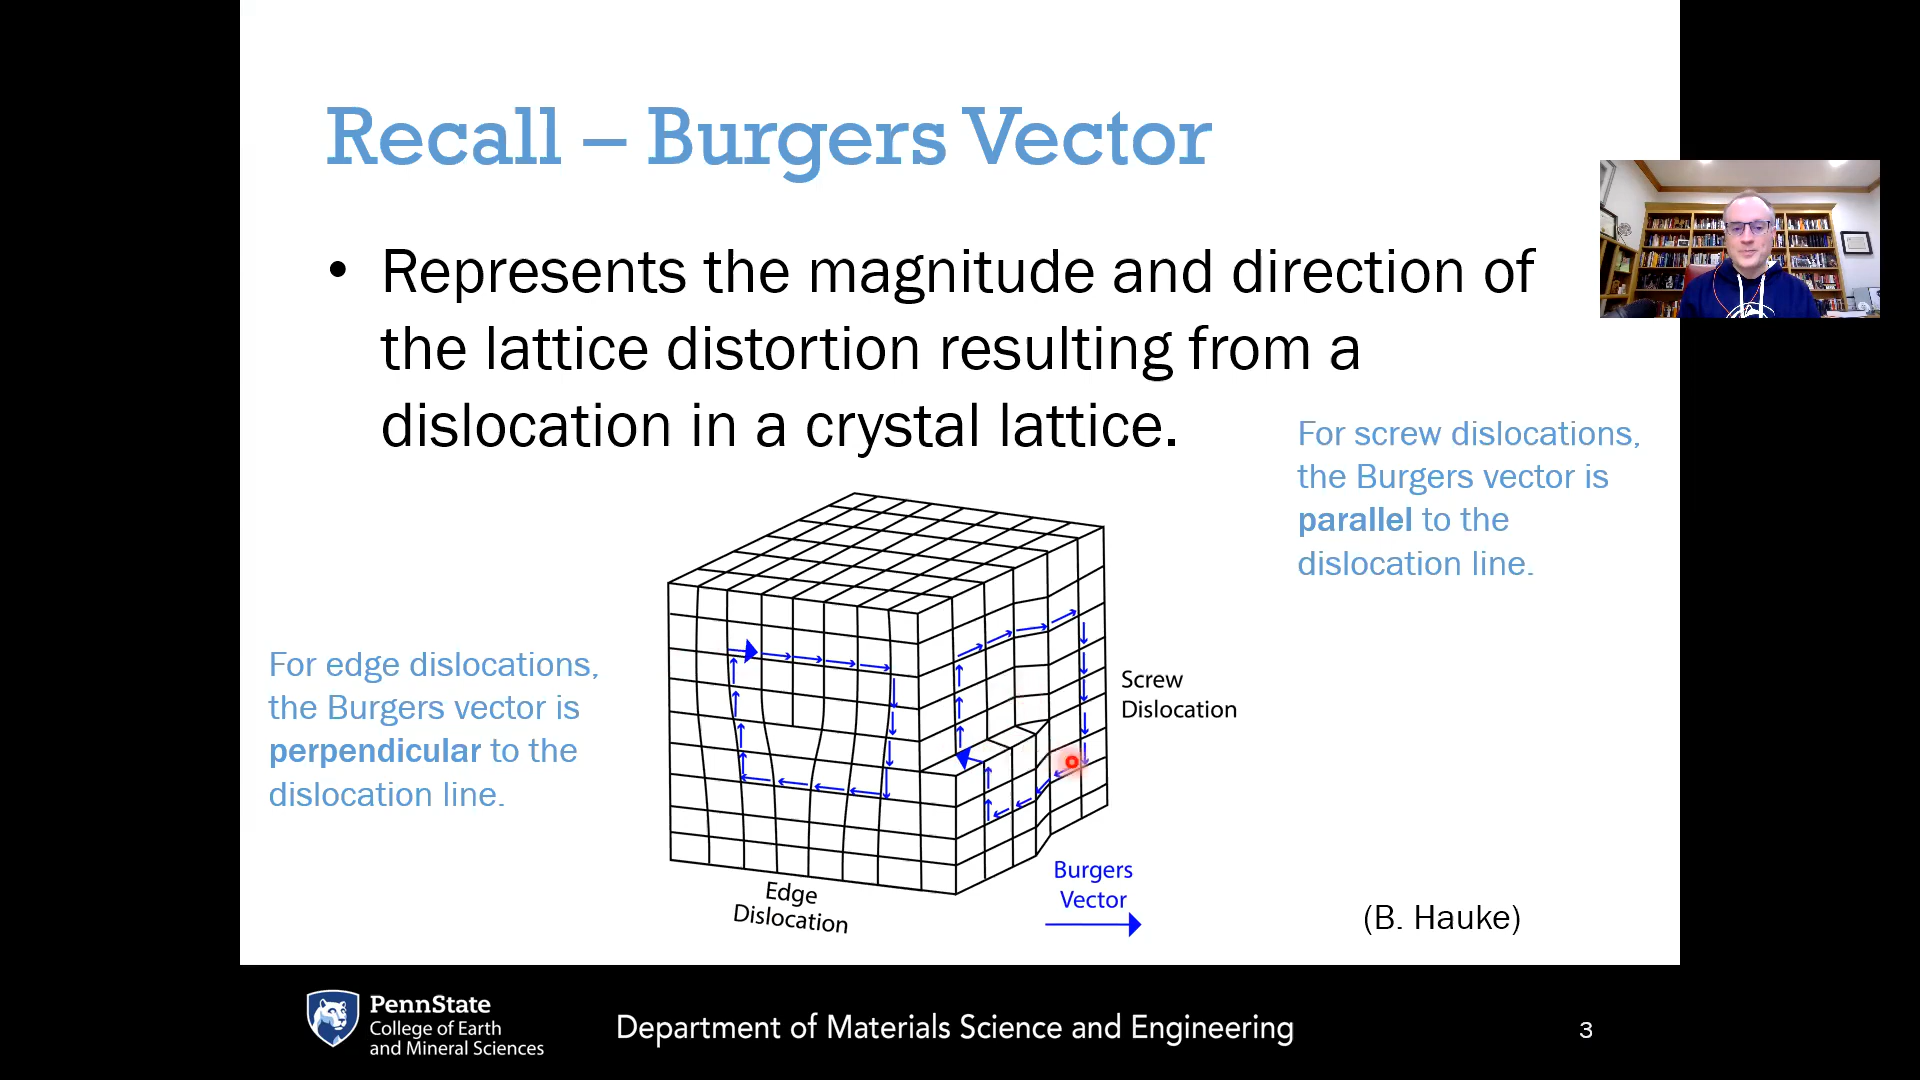 Recall – Burgers Vector
• Represents the magnitude and direction of
the lattice distortion resulting from a
dislocation in a crystal lattice.
For screw dislocations,
the Burgers vector is
parallel to the
dislocation line.
For edge dislocations,
the Burgers vector is
perpendicular to the
dislocation line.
Screw
Dislocation
Edge
Dislocation
Burgers
Vector
(B. Hauke)
PennState
College of Earth
and Mineral Sciences
Department of Materials Science and Engineering
3